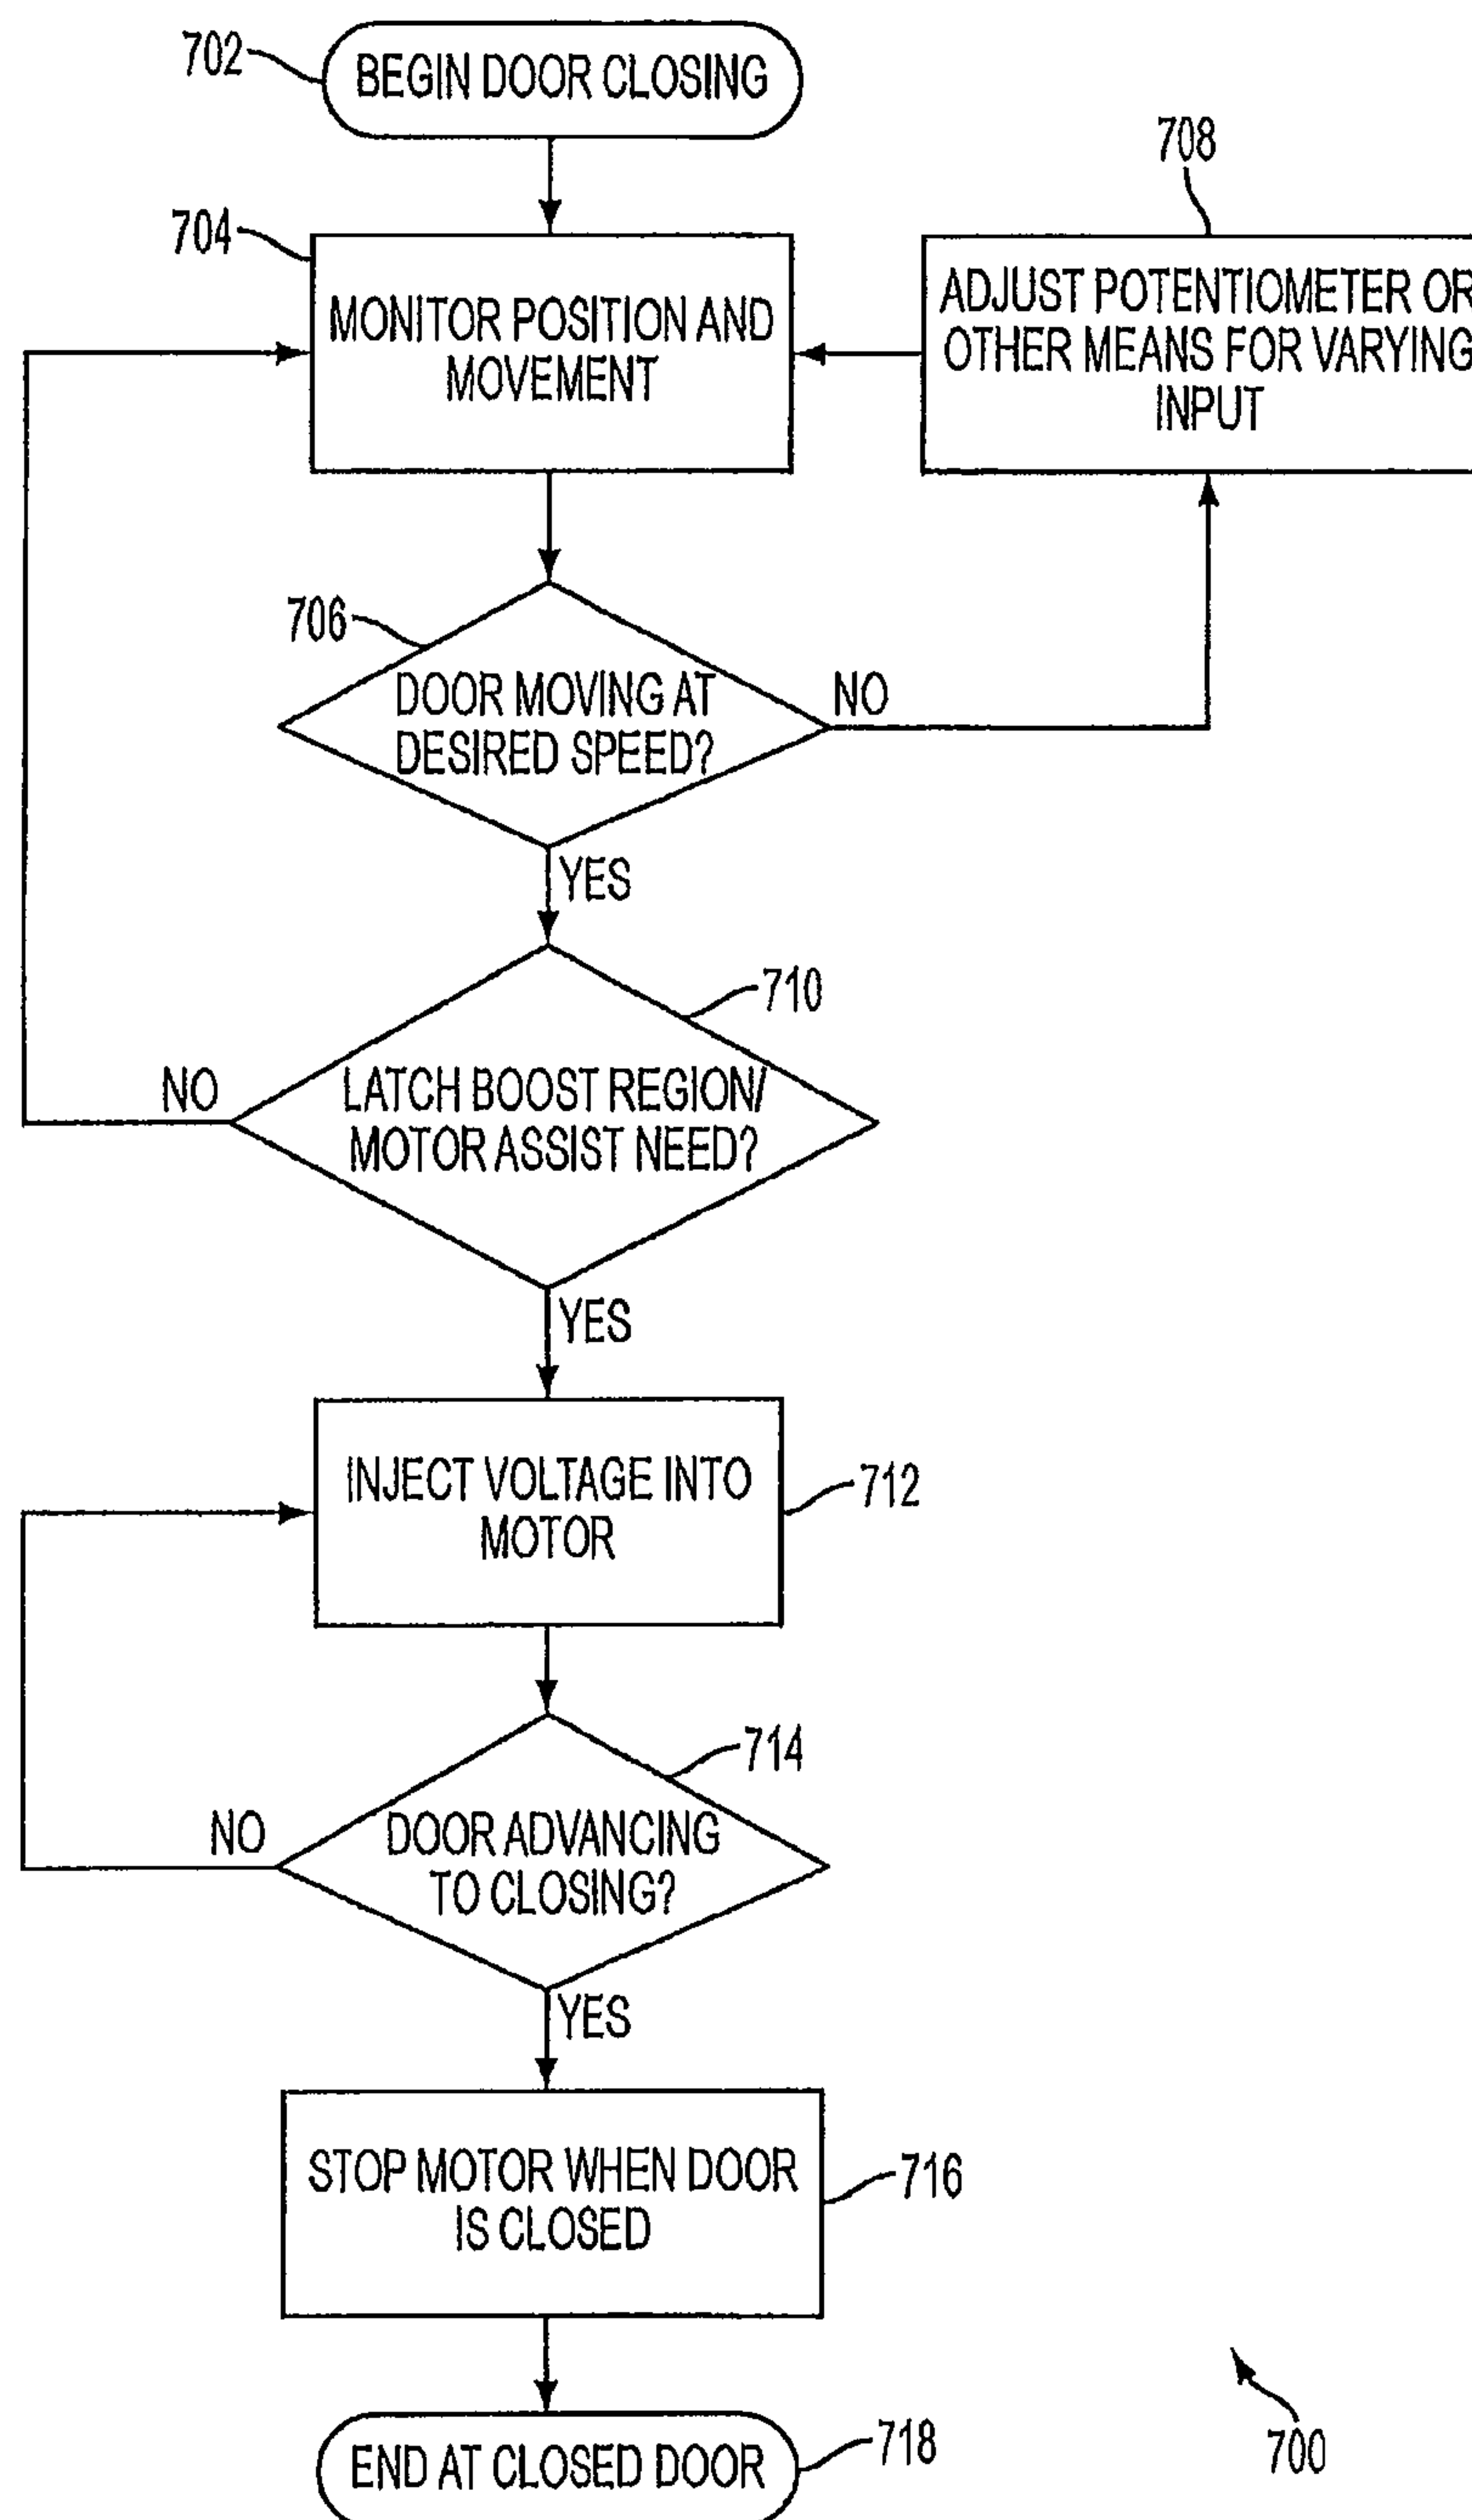 702
BEGIN DOOR CLOSING
708
704
MONITOR POSITION AND
MOVEMENT
ADJUST POTENTIOMETER OR
OTHER MEANS FOR VARYING
INPUT
706
DOOR MOVING AT
DESIRED SPEED?
NO
YES
710
NO
LATCH BOOST REGION/
MOTOR ASSIST NEED?
YES
INJECT VOLTAGE INTO
MOTOR
712
714
NO
DOOR ADVANCING
TO CLOSING?
YES
STOP MOTOR WHEN DOOR
IS CLOSED
716
END AT CLOSED DOOR
718
700